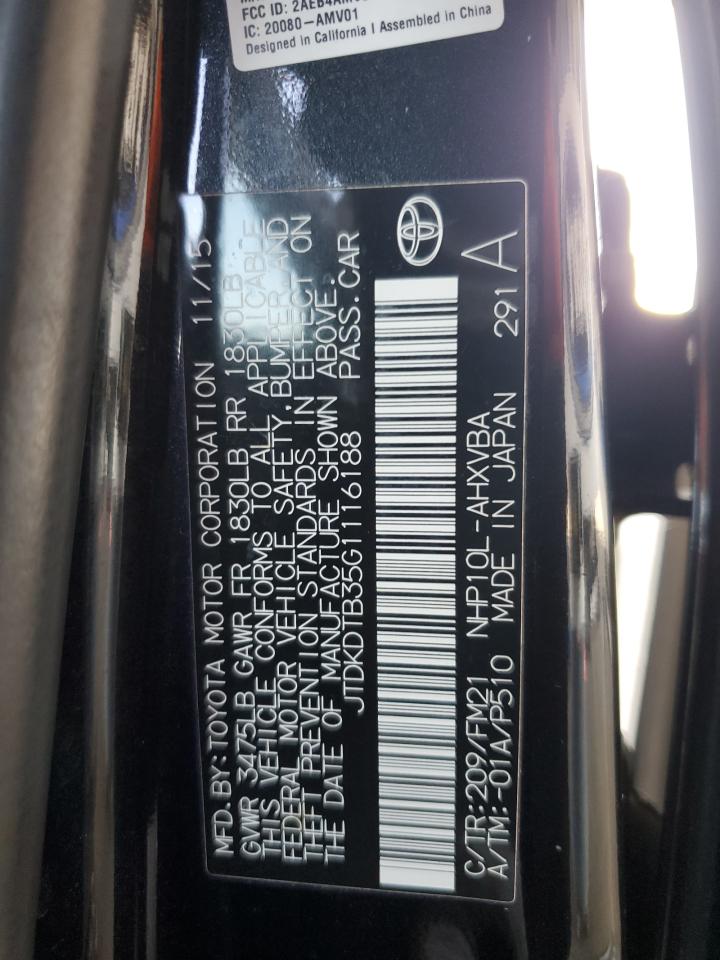 FCC ID:
IC: 20080-AMV01
Designed in California I Assembled in China
MFD. BY: TOYOTA MOTOR CORPORATION 11/15
GVWR 3475LB GAWR FR 1830LB RR 1830LB
THIS VEHICLE CONFORMS TO ALL APPLICABLE
FEDERAL MOTOR VEHICLE SAFETY, BUMPER, AND
THEFT PREVENTION STANDARDS IN EFFECT ON
THE DATE OF MANUFACTURE SHOWN ABOVE.
JTDKDTB35G1116188 PASS. CAR
C/TR: 209/FM21 NHP10L-AHXVBA
A/TM: -01A/P510 MADE IN JAPAN 291 A